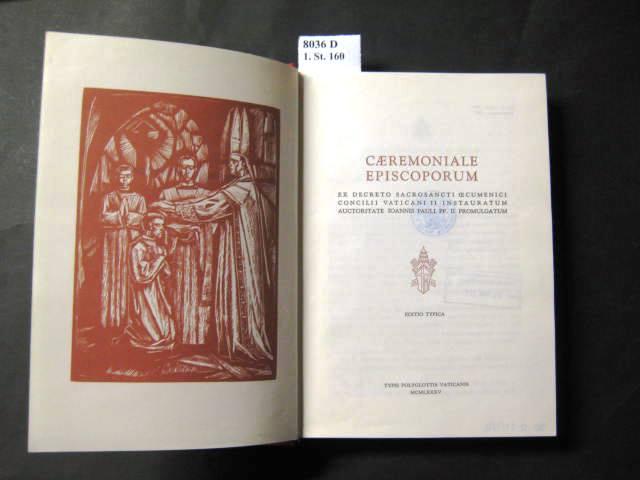 8036 D
1. St. 160
CÆREMONIALE
EPISCOPORUM
EX DECRETO SACROSANCTI ŒCUMENICI
CONCILII VATICANI II INSTAURATUM
AUCTORITATE IOANNIS PAULI PP. II PROMULGATUM
EDITIO TYPICA
TYPIS POLYGLOTTIS VATICANIS
MCMLXXXV